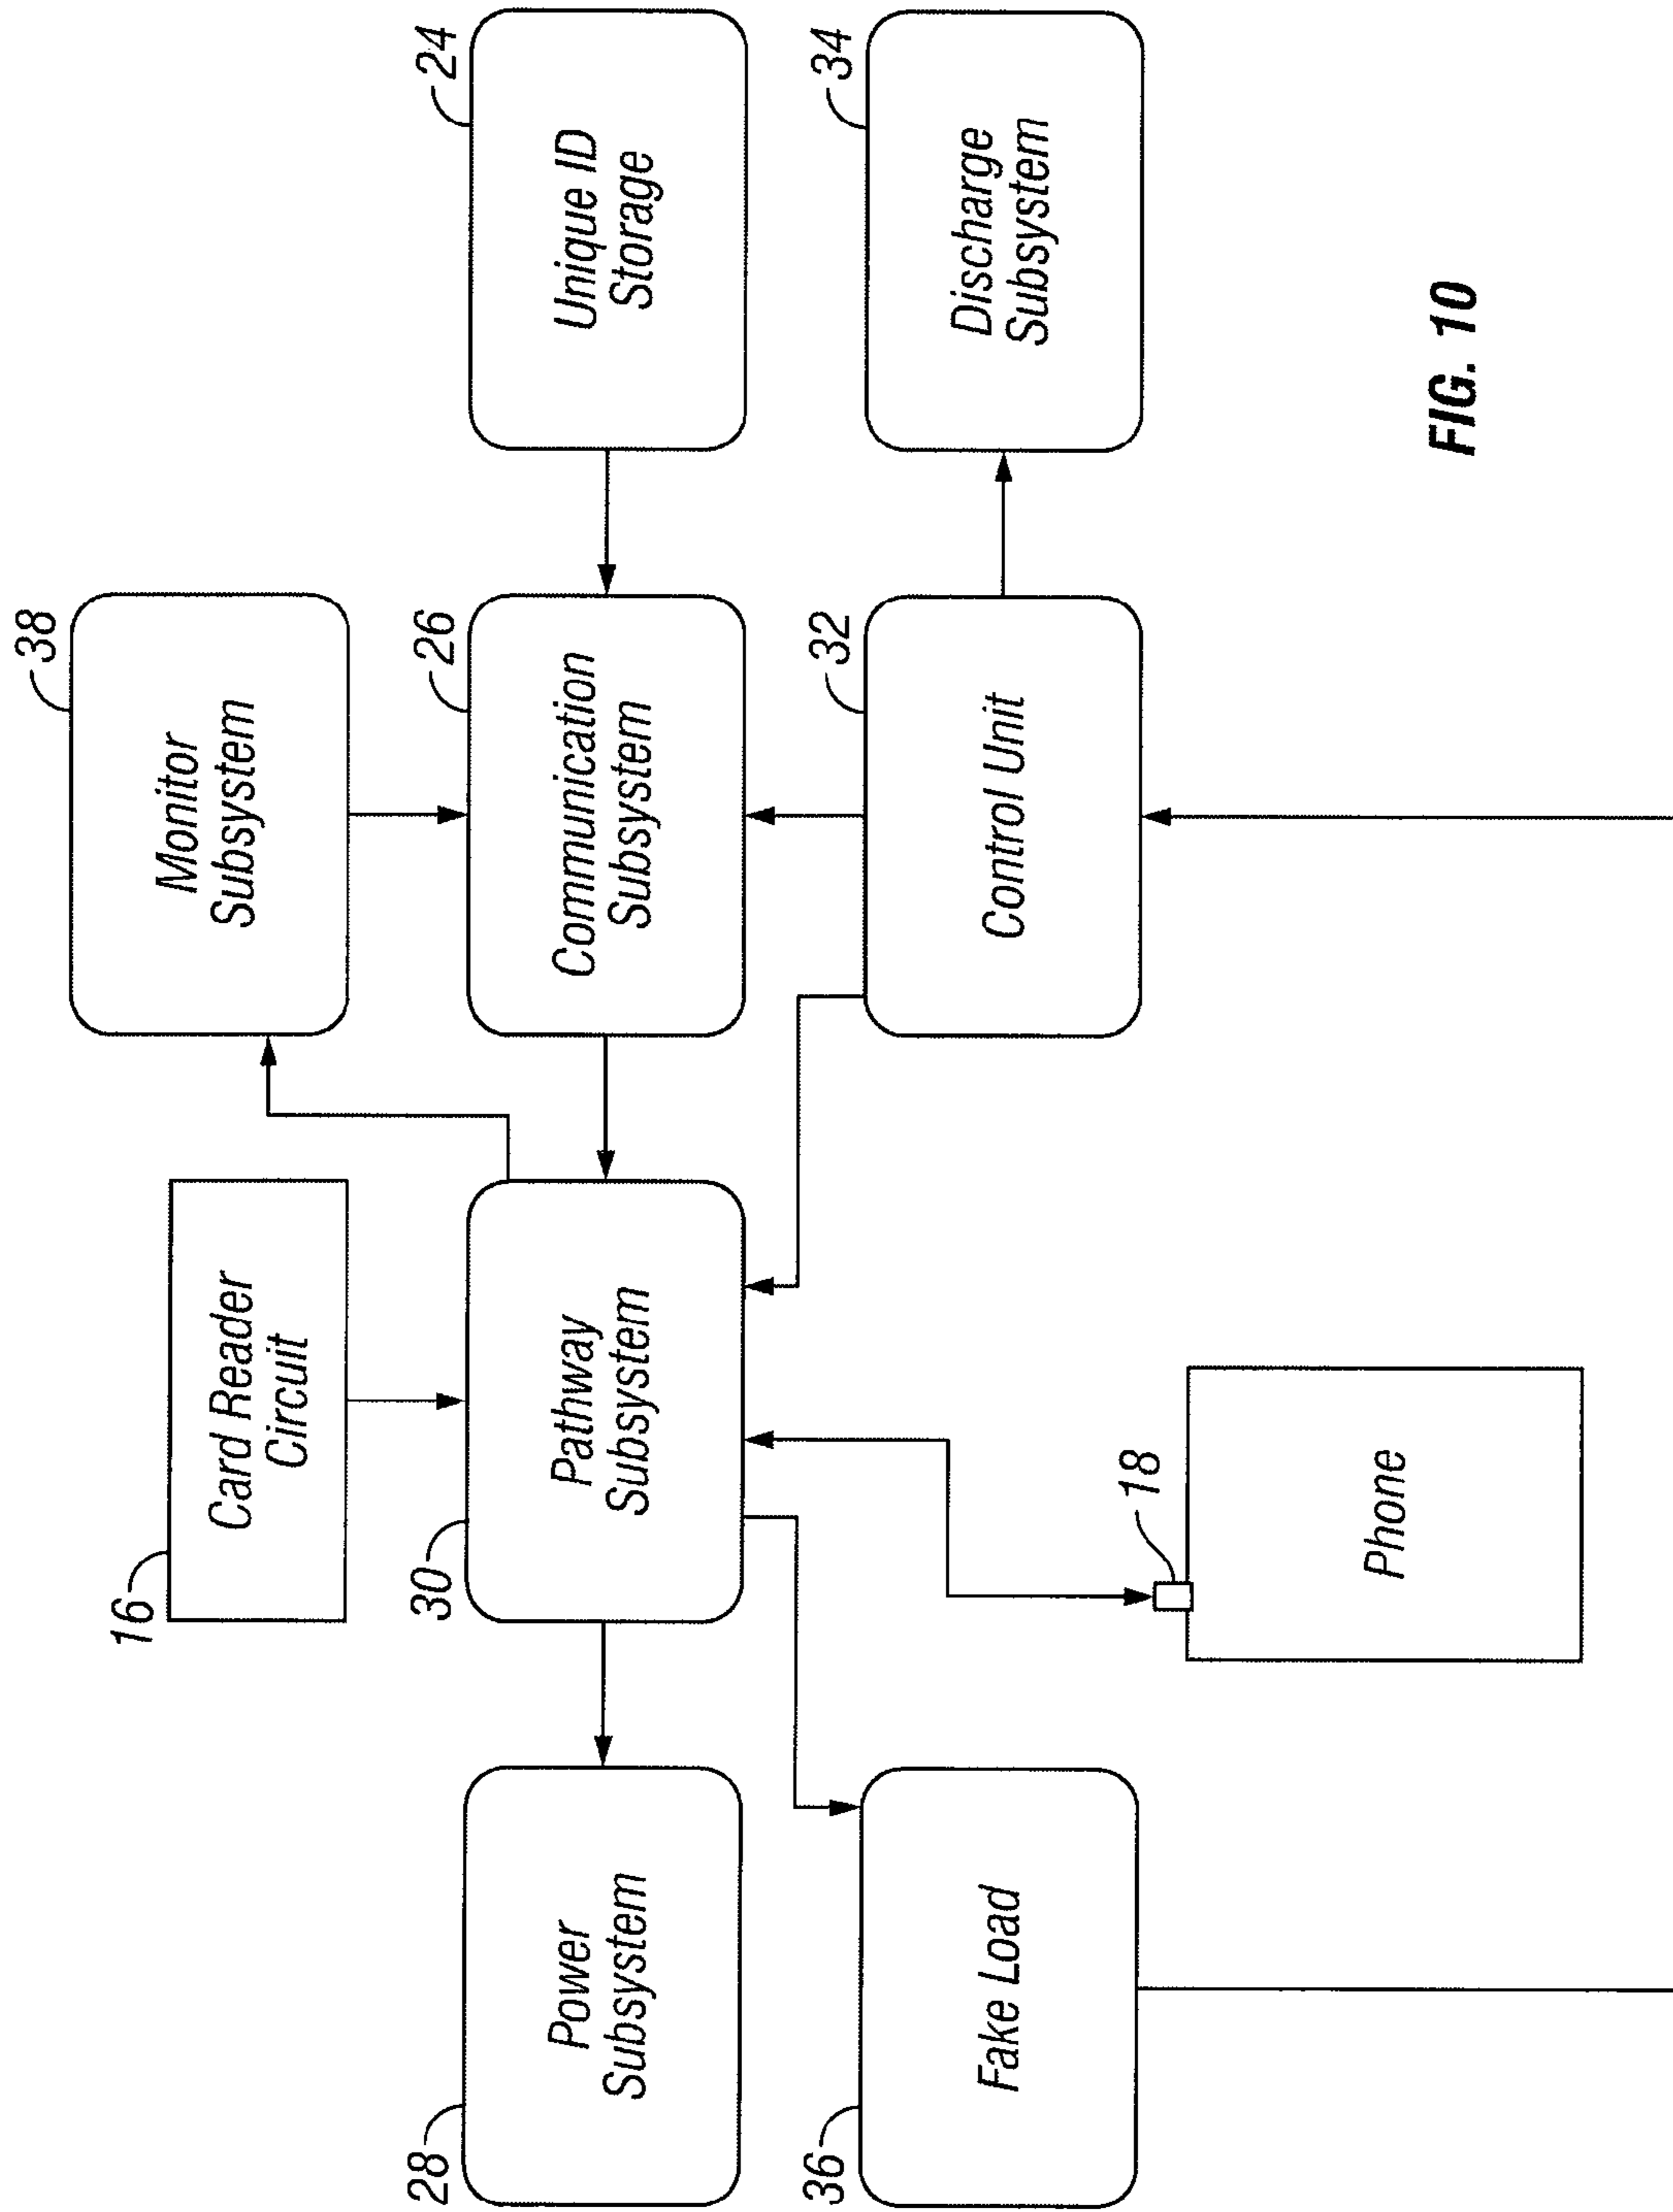 38
Monitor
Subsystem
16
Card Reader
Circuit
28
Power
Subsystem
30
Pathway
Subsystem
26
Communication
Subsystem
24
Unique ID
Storage
36
Fake Load
32
Control Unit
34
Discharge
Subsystem
18
Phone
FIG. 10